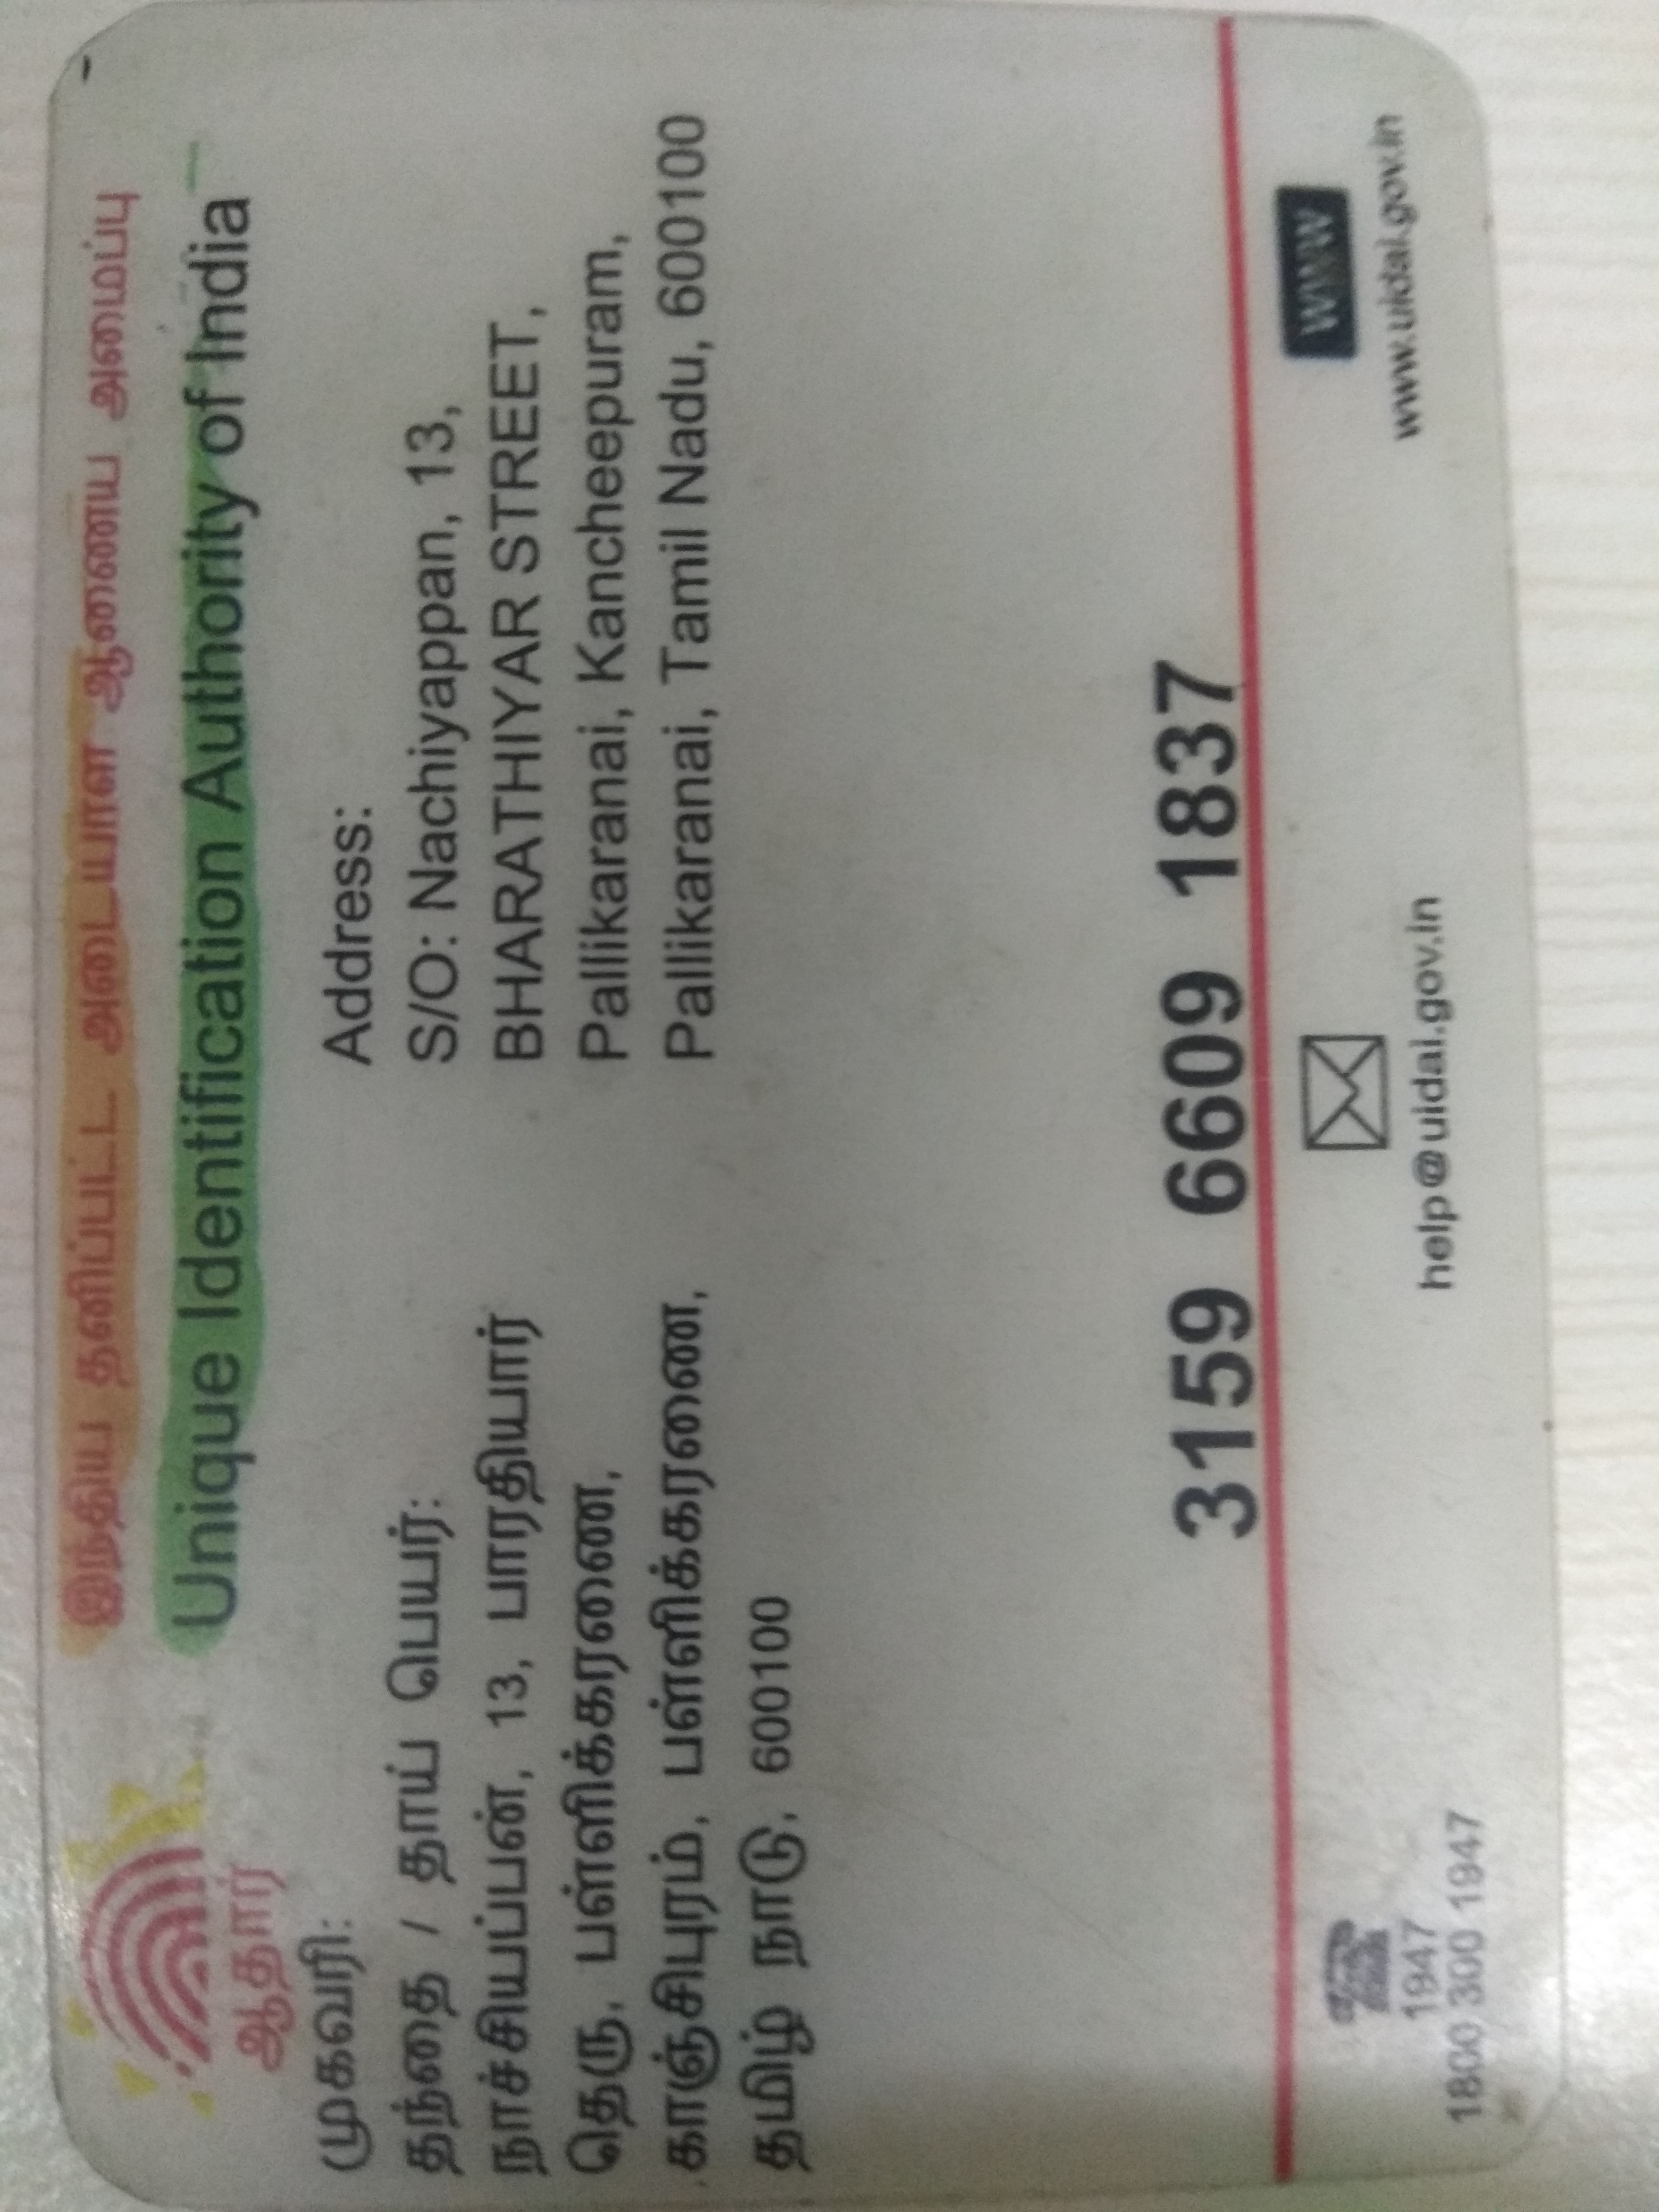 இந்திய தனிப்பட்ட அடையாள ஆணைய அமைப்பு
Unique Identification Authority of India
ஆதார்
முகவரி:
தந்தை / தாய் பெயர்:
நாச்சியப்பன், 13, பாரதியார்
தெரு, பள்ளிக்கரணை,
காஞ்சிபுரம், பள்ளிக்கரணை,
தமிழ் நாடு, 600100
Address:
S/O: Nachiyappan, 13,
BHARATHIYAR STREET,
Pallikaranai, Kancheepuram,
Pallikaranai, Tamil Nadu, 600100
3159 6609 1837
1947
1800 300 1947
help@uidai.gov.in
WWW
www.uidai.gov.in